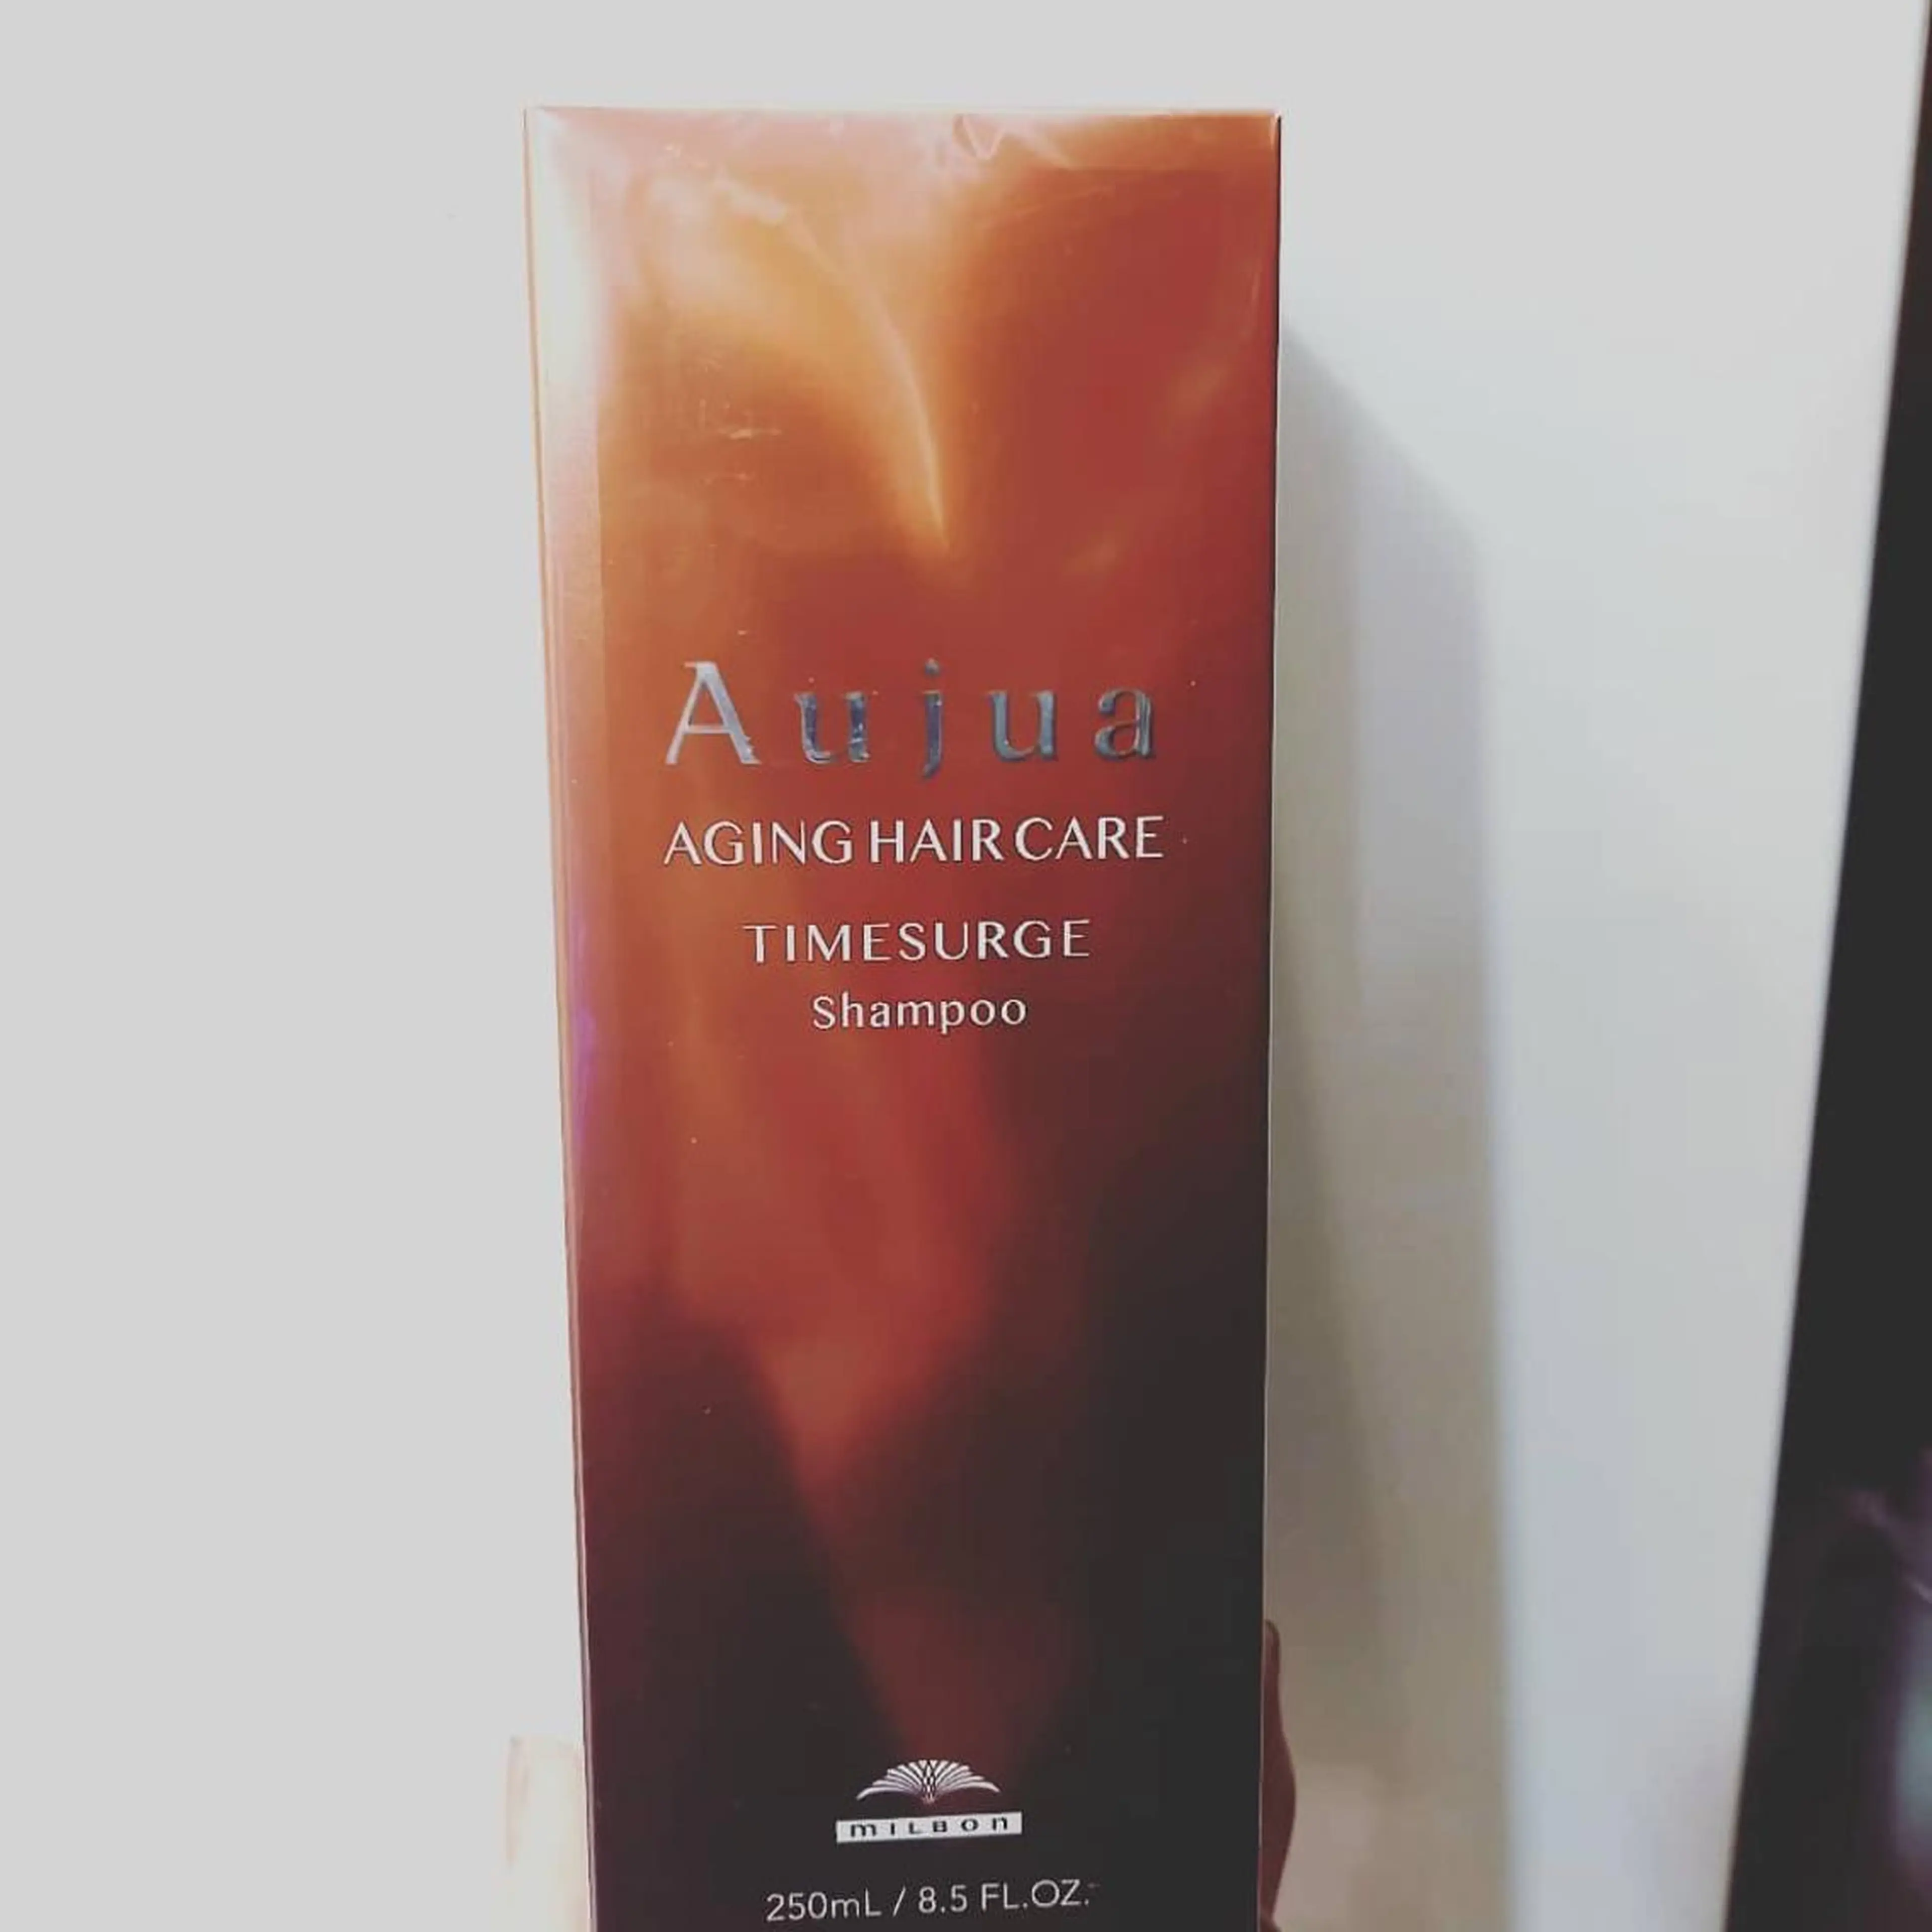 Aujua
AGING HAIR CARE
TIMESURGE
Shampoo
MILBON
250mL / 8.5 FL.OZ.